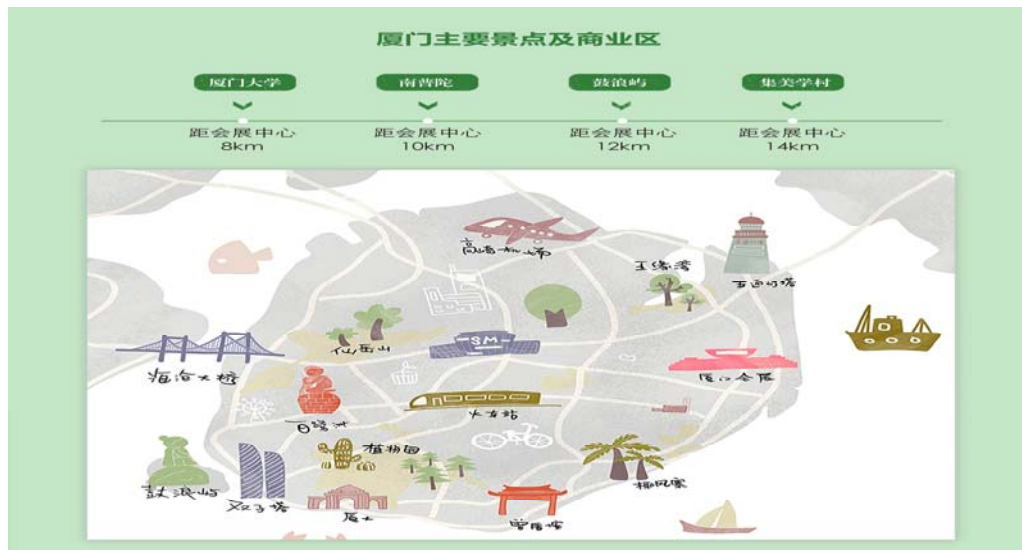 厦门主要景点及商业区
厦门大学
南普陀
鼓浪屿
集美学村
距会展中心
8km
距会展中心
10km
距会展中心
12km
距会展中心
14km
高崎机场
五缘湾
五通灯塔
仙岳山
SM
海沧大桥
厦门会展
火车站
白鹭洲
植物园
鼓浪屿
双子塔
厦大
曾厝垵
椰风寨